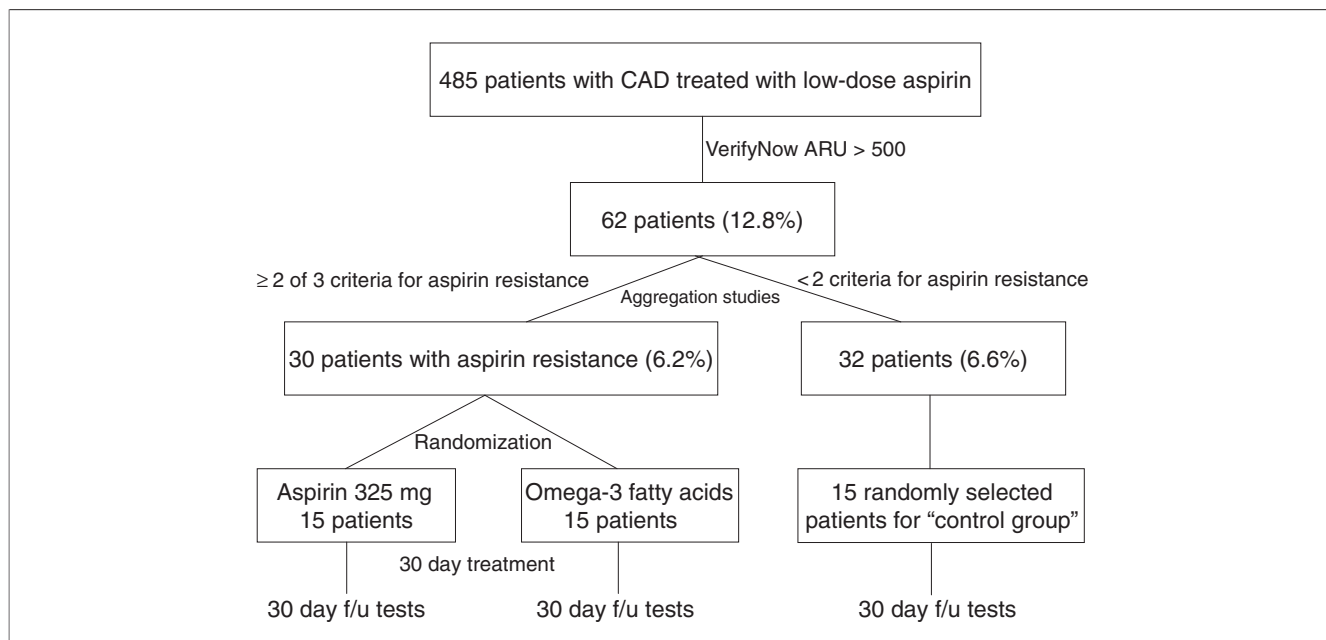 485 patients with CAD treated with low-dose aspirin
VerifyNow ARU > 500
62 patients (12.8%)
≥ 2 of 3 criteria for aspirin resistance
< 2 criteria for aspirin resistance
Aggregation studies
30 patients with aspirin resistance (6.2%)
32 patients (6.6%)
Randomization
Aspirin 325 mg
15 patients
Omega-3 fatty acids
15 patients
15 randomly selected
patients for “control group”
30 day treatment
30 day f/u tests
30 day f/u tests
30 day f/u tests